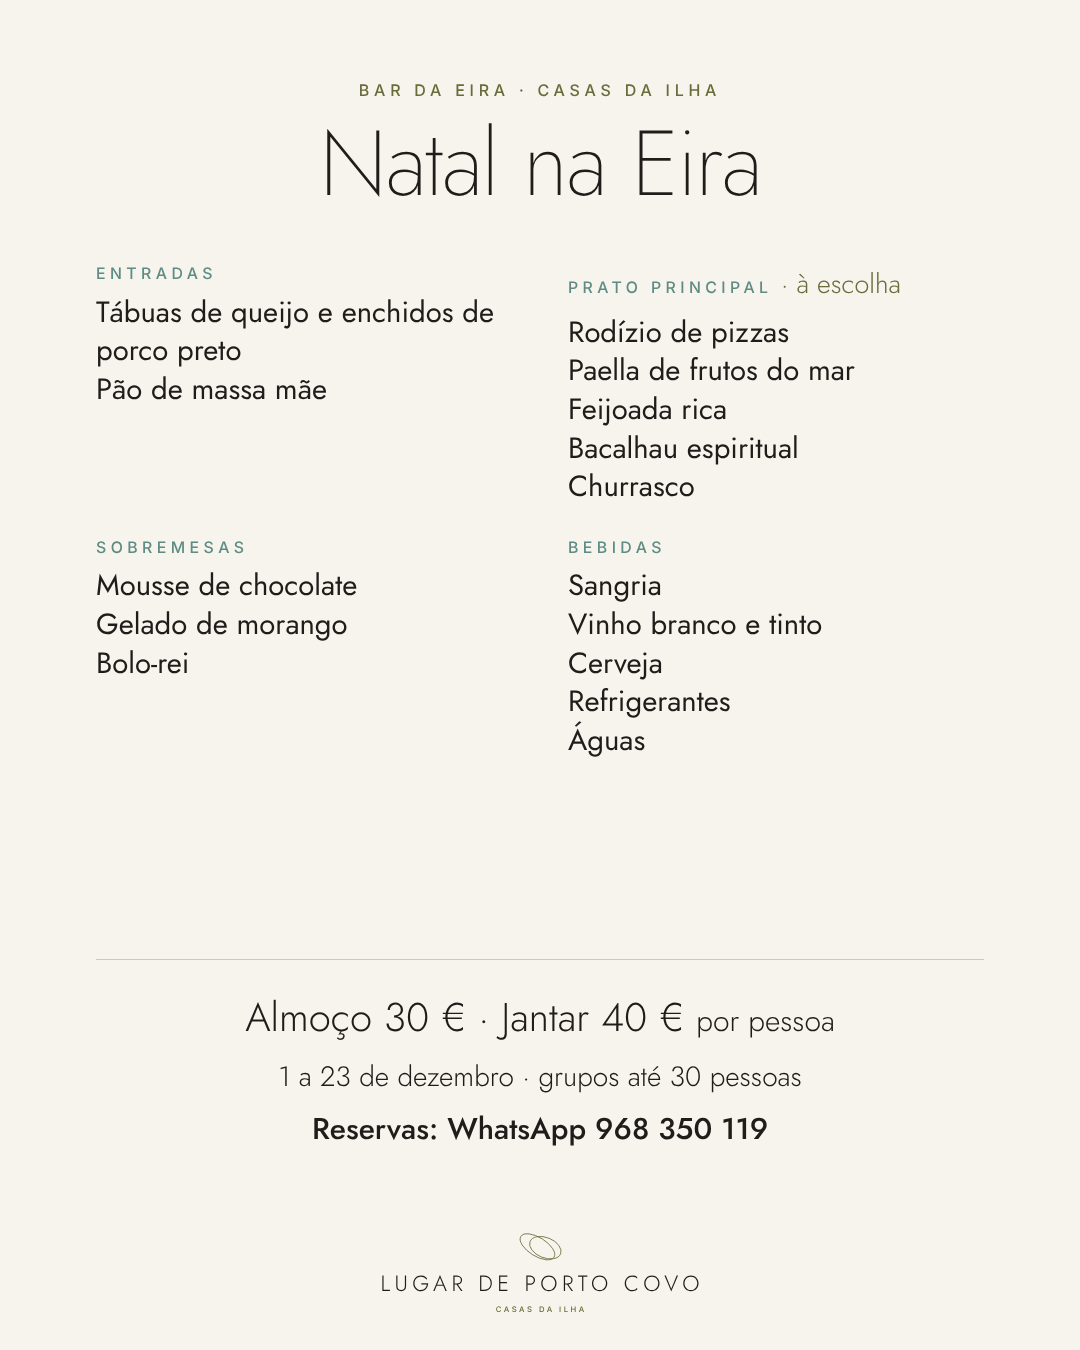 BAR DA EIRA · CASAS DA ILHA
Natal na Eira
ENTRADAS
Tábuas de queijo e enchidos de
porco preto
Pão de massa mãe
PRATO PRINCIPAL · à escolha
Rodízio de pizzas
Paella de frutos do mar
Feijoada rica
Bacalhau espiritual
Churrasco
SOBREMESAS
Mousse de chocolate
Gelado de morango
Bolo-rei
BEBIDAS
Sangria
Vinho branco e tinto
Cerveja
Refrigerantes
Águas
Almoço 30 € · Jantar 40 € por pessoa
1 a 23 de dezembro · grupos até 30 pessoas
Reservas: WhatsApp 968 350 119
LUGAR DE PORTO COVO
CASAS DA ILHA